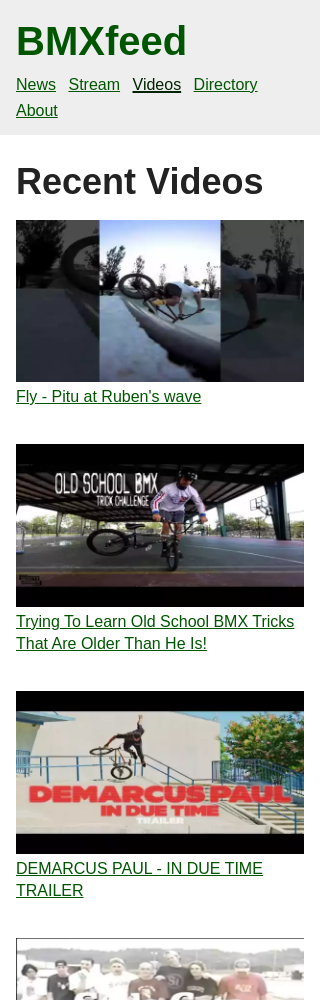 BMXfeed
News Stream Videos Directory
About
Recent Videos
Fly - Pitu at Ruben's wave
OLD SCHOOL BMX
TRICK CHALLENGE
Trying To Learn Old School BMX Tricks
That Are Older Than He Is!
DEMARCUS PAUL
IN DUE TIME
TRAILER
DEMARCUS PAUL - IN DUE TIME
TRAILER